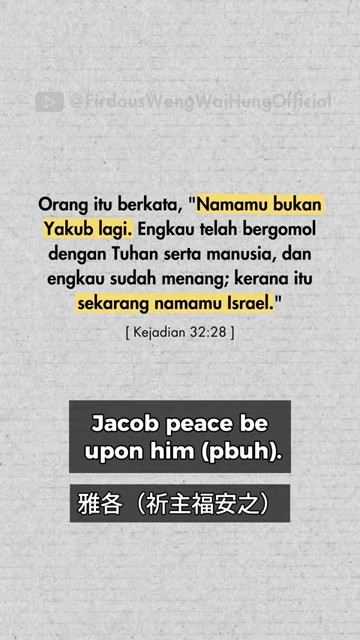 @FirdausWongWaiHungOfficial
Orang itu berkata, "Namamu bukan
Yakub lagi. Engkau telah bergomol
dengan Tuhan serta manusia, dan
engkau sudah menang; kerana itu
sekarang namamu Israel."
[ Kejadian 32:28 ]
Jacob peace be
upon him (pbuh).
雅各（祈主福安之）